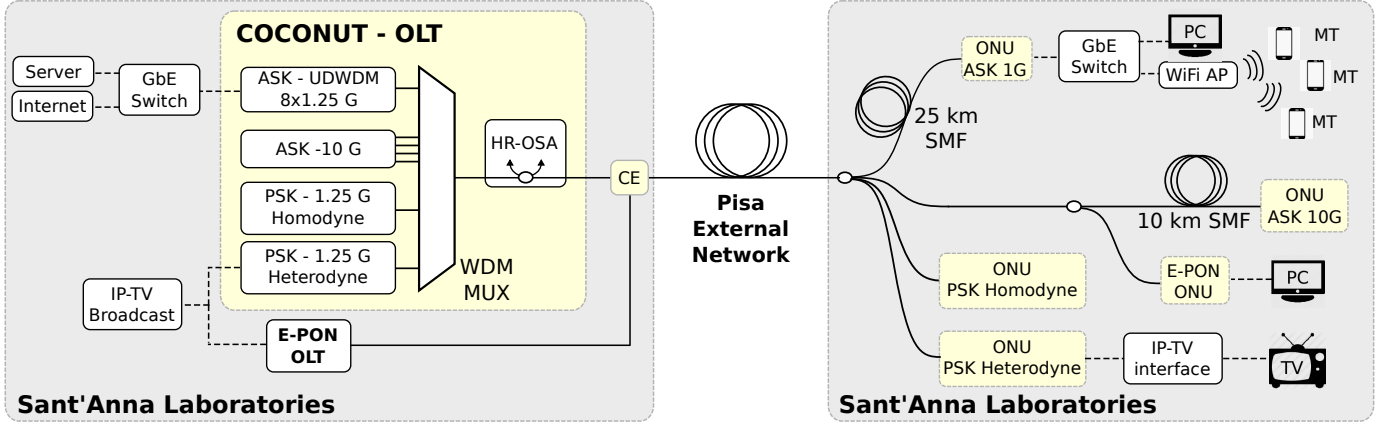 COCONUT - OLT
Server
Internet
GbE
Switch
ASK - UDWDM
8x1.25 G
ASK -10 G
PSK - 1.25 G
Homodyne
PSK - 1.25 G
Heterodyne
WDM
MUX
HR-OSA
CE
IP-TV
Broadcast
E-PON
OLT
Sant'Anna Laboratories
Pisa
External
Network
25 km
SMF
ONU
ASK 1G
GbE
Switch
PC
WiFi AP
MT
MT
MT
10 km SMF
ONU
ASK 10G
ONU
PSK Homodyne
E-PON
ONU
PC
ONU
PSK Heterodyne
IP-TV
interface
TV
Sant'Anna Laboratories